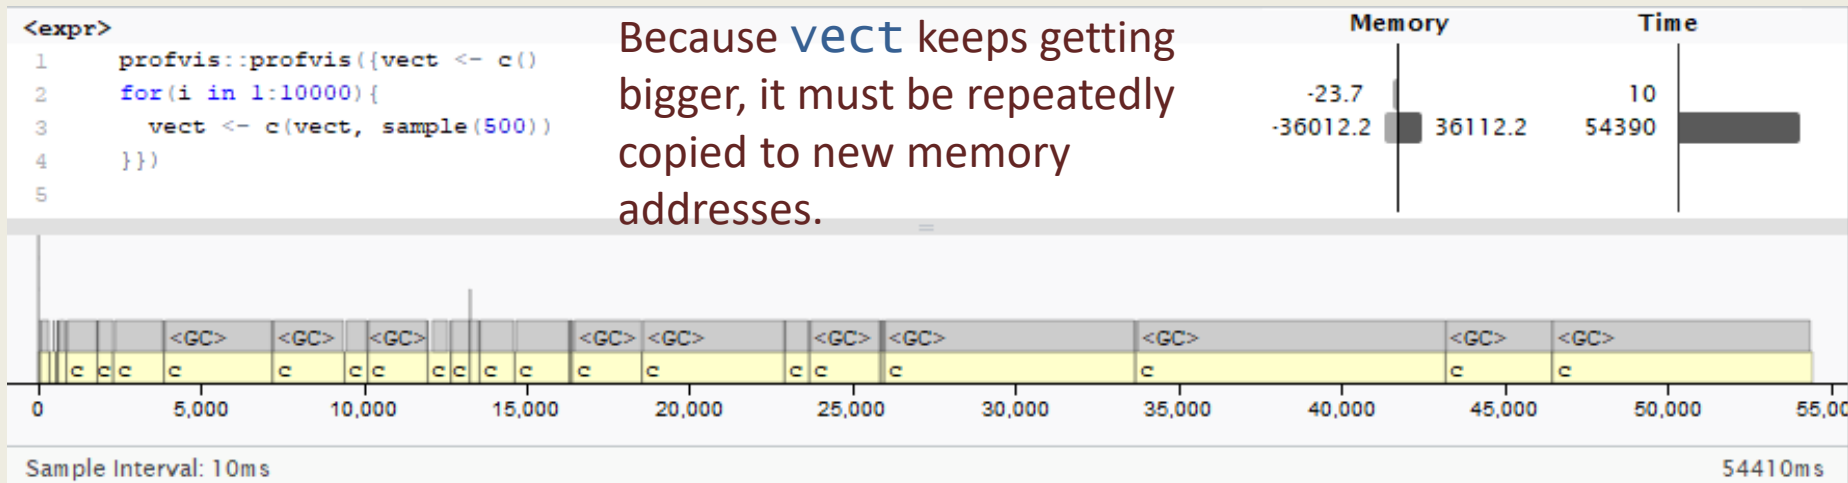 <expr>
Memory Time
1 profvis::profvis({vect <- c()
2 for(i in 1:10000){ -23.7 10
3 vect <- c(vect, sample(500)) -36012.2 36112.2 54390
4 }})
5
Because vect keeps getting
bigger, it must be repeatedly
copied to new memory
addresses.
<GC> <GC> <GC> <GC> <GC> <GC> <GC> <GC> <GC> <GC>
c c c c c c c c c c c c c c c c c c c
0 5,000 10,000 15,000 20,000 25,000 30,000 35,000 40,000 45,000 50,000 55,00
Sample Interval: 10ms 54410ms